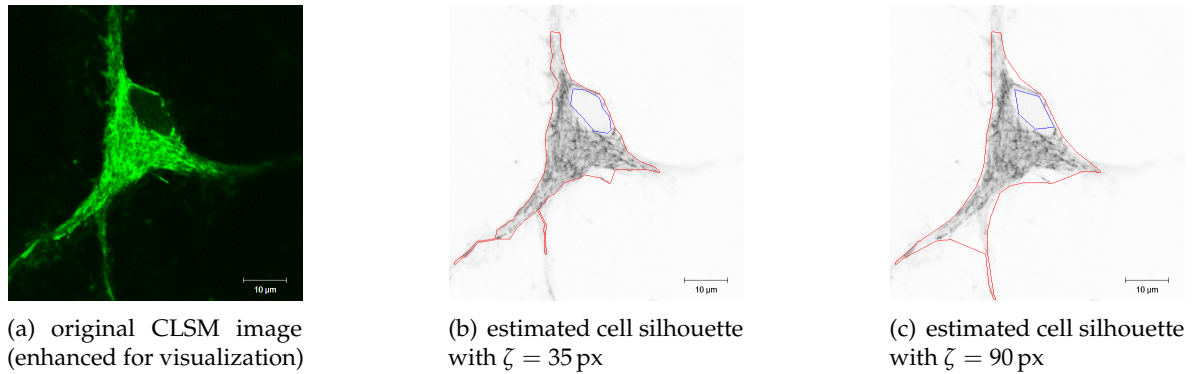 10 µm
10 µm
10 µm
(a) original CLSM image
(enhanced for visualization)
(b) estimated cell silhouette
with ζ = 35 px
(c) estimated cell silhouette
with ζ = 90 px